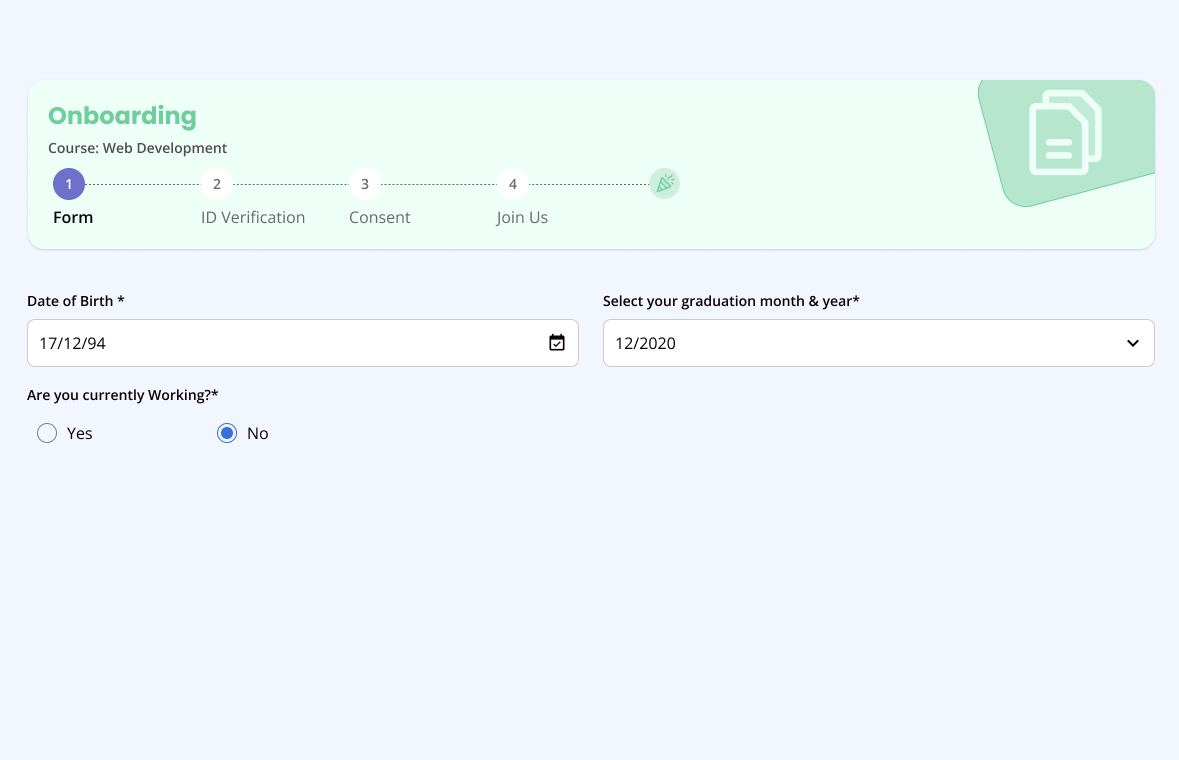 Onboarding
Course: Web Development
1 2 3 4
Form ID Verification Consent Join Us
Date of Birth * Select your graduation month & year*
17/12/94 12/2020
Are you currently Working?*
Yes No